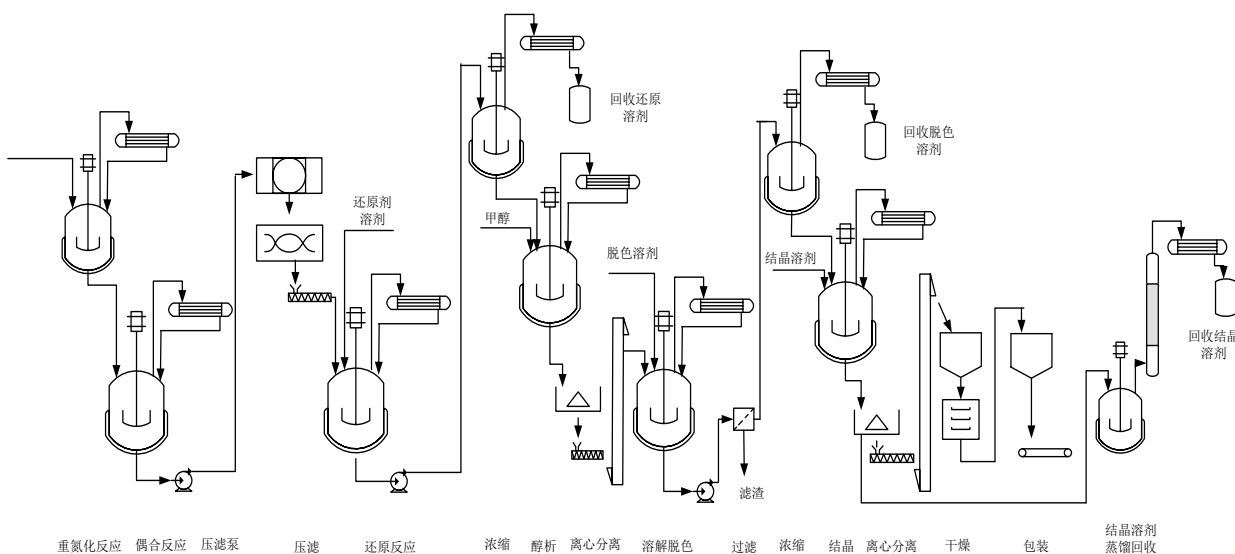 回收还原
溶剂
回收脱色
溶剂
还原剂
溶剂
甲醇
脱色溶剂
结晶溶剂
回收结晶
溶剂
滤渣
重氮化反应
偶合反应
压滤泵
压滤
还原反应
浓缩
醇析
离心分离
溶解脱色
过滤
浓缩
结晶
离心分离
干燥
包装
结晶溶剂
蒸馏回收